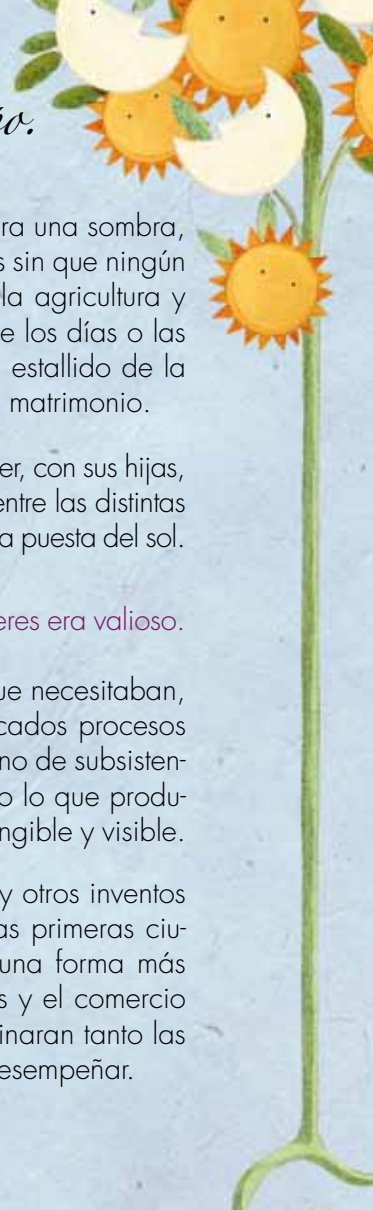 ño.
ra una sombra,
s sin que ningún
la agricultura y
e los días o las
estallido de la
matrimonio.
er, con sus hijas,
entre las distintas
a puesta del sol.
eres era valioso.
ue necesitaban,
cados procesos
no de subsisten-
o lo que produ-
ngible y visible.
y otros inventos
as primeras ciu-
una forma más
s y el comercio
inaran tanto las
esempeñar.